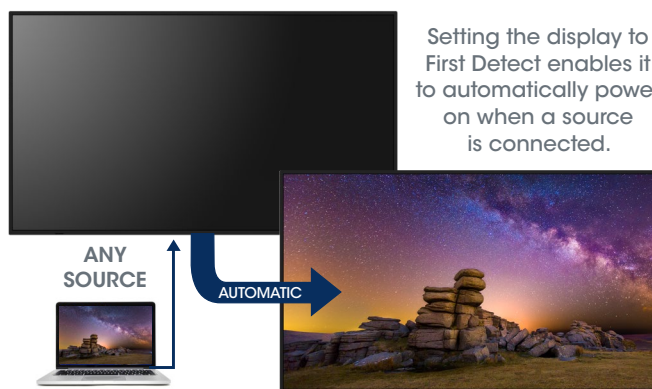 Setting the display to
First Detect enables it
to automatically powe
on when a source
is connected.
ANY
SOURCE
AUTOMATIC